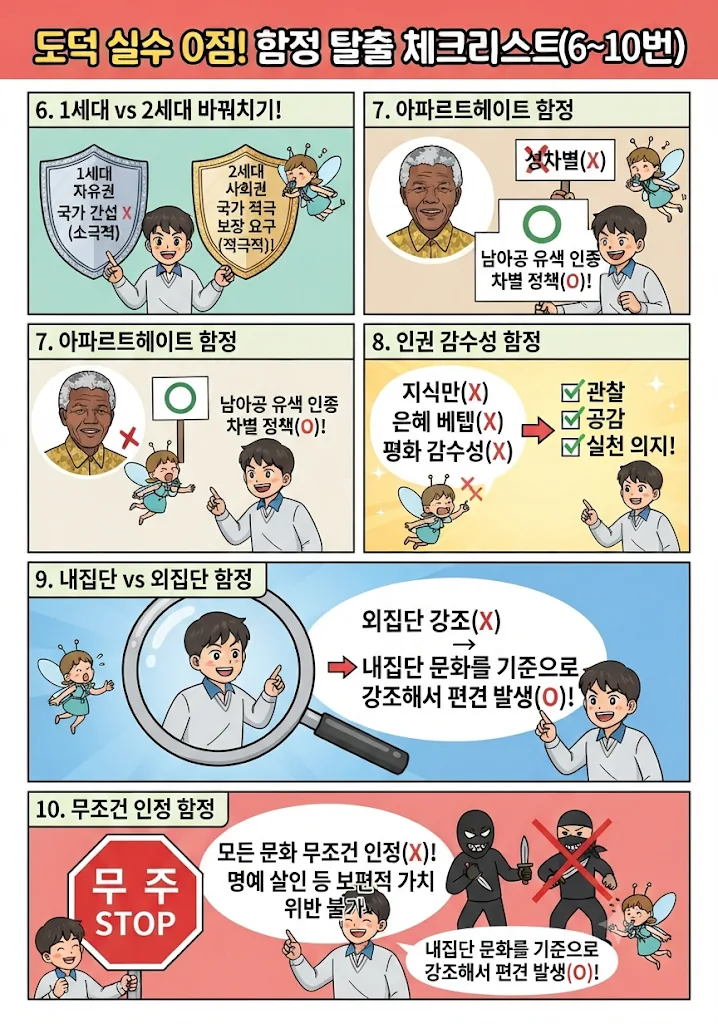 도덕 실수 0점! 함정 탈출 체크리스트(6~10번)
6. 1세대 vs 2세대 바꿔치기!
1세대
자유권
국가 간섭 X
(소극적)
2세대
사회권
국가 적극
보장 요구
(적극적)!
7. 아파르트헤이트 함정
성차별(X)
남아공 유색 인종
차별 정책(O)!
7. 아파르트헤이트 함정
남아공 유색 인종
차별 정책(O)!
8. 인권 감수성 함정
지식만(X)
은혜 베텝(X)
평화 감수성(X)
관찰
공감
실천 의지!
9. 내집단 vs 외집단 함정
외집단 강조(X)
→
내집단 문화를 기준으로
강조해서 편견 발생(O)!
10. 무조건 인정 함정
무 주
STOP
모든 문화 무조건 인정(X)!
명예 살인 등 보편적 가치
위반 불가
내집단 문화를 기준으로
강조해서 편견 발생(O)!